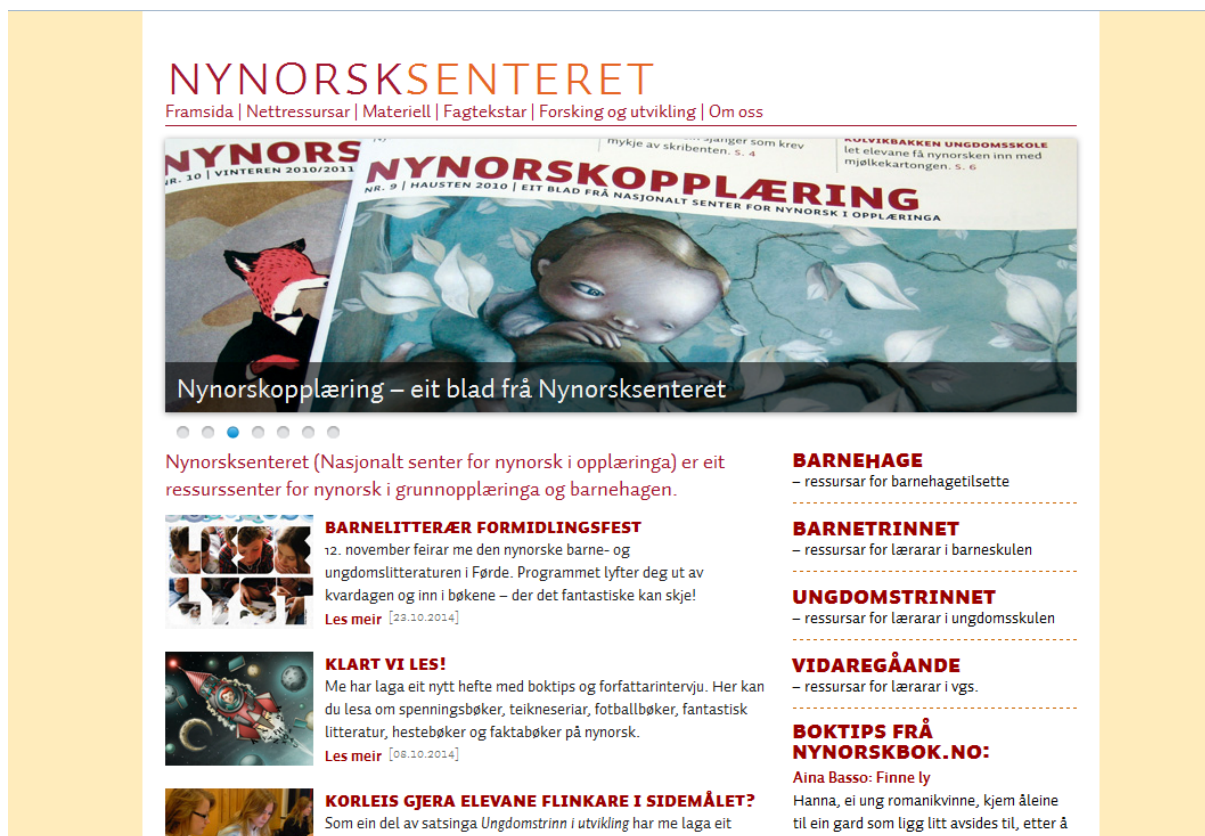 NYNORSKSENTERET
Framsida | Nettressursar | Materiell | Fagtekstar | Forsking og utvikling | Om oss
NYNORS
NR. 10 | VINTEREN 2010/2011
sjanger som krev
mykje av skribenten. S. 4
KOLVIKBAKKEN UNGDOMSSKOLE
let elevane få nynorsken inn med
mjølkekartongen. S. 6
NYNORSKOPPLÆRING
NR. 9 | HAUSTEN 2010 | EIT BLAD FRÅ NASJONALT SENTER FOR NYNORSK I OPPLÆRINGA
Nynorskopplæring – eit blad frå Nynorsksenteret
Nynorsksenteret (Nasjonalt senter for nynorsk i opplæringa) er eit
ressurssenter for nynorsk i grunnopplæringa og barnehagen.
BARNELITTERÆR FORMIDLINGSFEST
12. november feirar me den nynorske barne- og
ungdomslitteraturen i Førde. Programmet lyfter deg ut av
kvardagen og inn i bøkene – der det fantastiske kan skje!
Les meir [23.10.2014]
KLART VI LES!
Me har laga eit nytt hefte med boktips og forfattarintervju. Her kan
du lesa om spenningsbøker, teikneseriar, fotballbøker, fantastisk
litteratur, hestebøker og faktabøker på nynorsk.
Les meir [08.10.2014]
KORLEIS GJERA ELEVANE FLINKARE I SIDEMÅLET?
Som ein del av satsinga Ungdomstrinn i utvikling har me laga eit
BARNEHAGE
– ressursar for barnehagetilsette
BARNETRINNET
– ressursar for lærarar i barneskulen
UNGDOMSTRINNET
– ressursar for lærarar i ungdomsskulen
VIDAREGÅANDE
– ressursar for lærarar i vgs.
BOKTIPS FRÅ
NYNORSKBOK.NO:
Aina Basso: Finne ly
Hanna, ei ung romanikvinne, kjem åleine
til ein gard som ligg litt avsides til, etter å